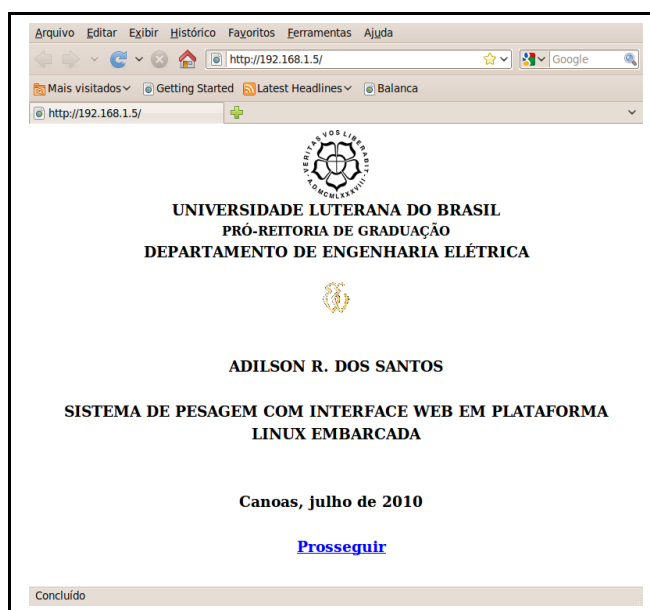 Arquivo Editar Exibir Histórico Favoritos Ferramentas Ajuda
http://192.168.1.5/ Google
Mais visitados Getting Started Latest Headlines Balanca
http://192.168.1.5/
VERITAS VOS LIBERABIT
A.D.MCMLXXXVIII
UNIVERSIDADE LUTERANA DO BRASIL
PRÓ-REITORIA DE GRADUAÇÃO
DEPARTAMENTO DE ENGENHARIA ELÉTRICA
ADILSON R. DOS SANTOS
SISTEMA DE PESAGEM COM INTERFACE WEB EM PLATAFORMA
LINUX EMBARCADA
Canoas, julho de 2010
Prosseguir
Concluído